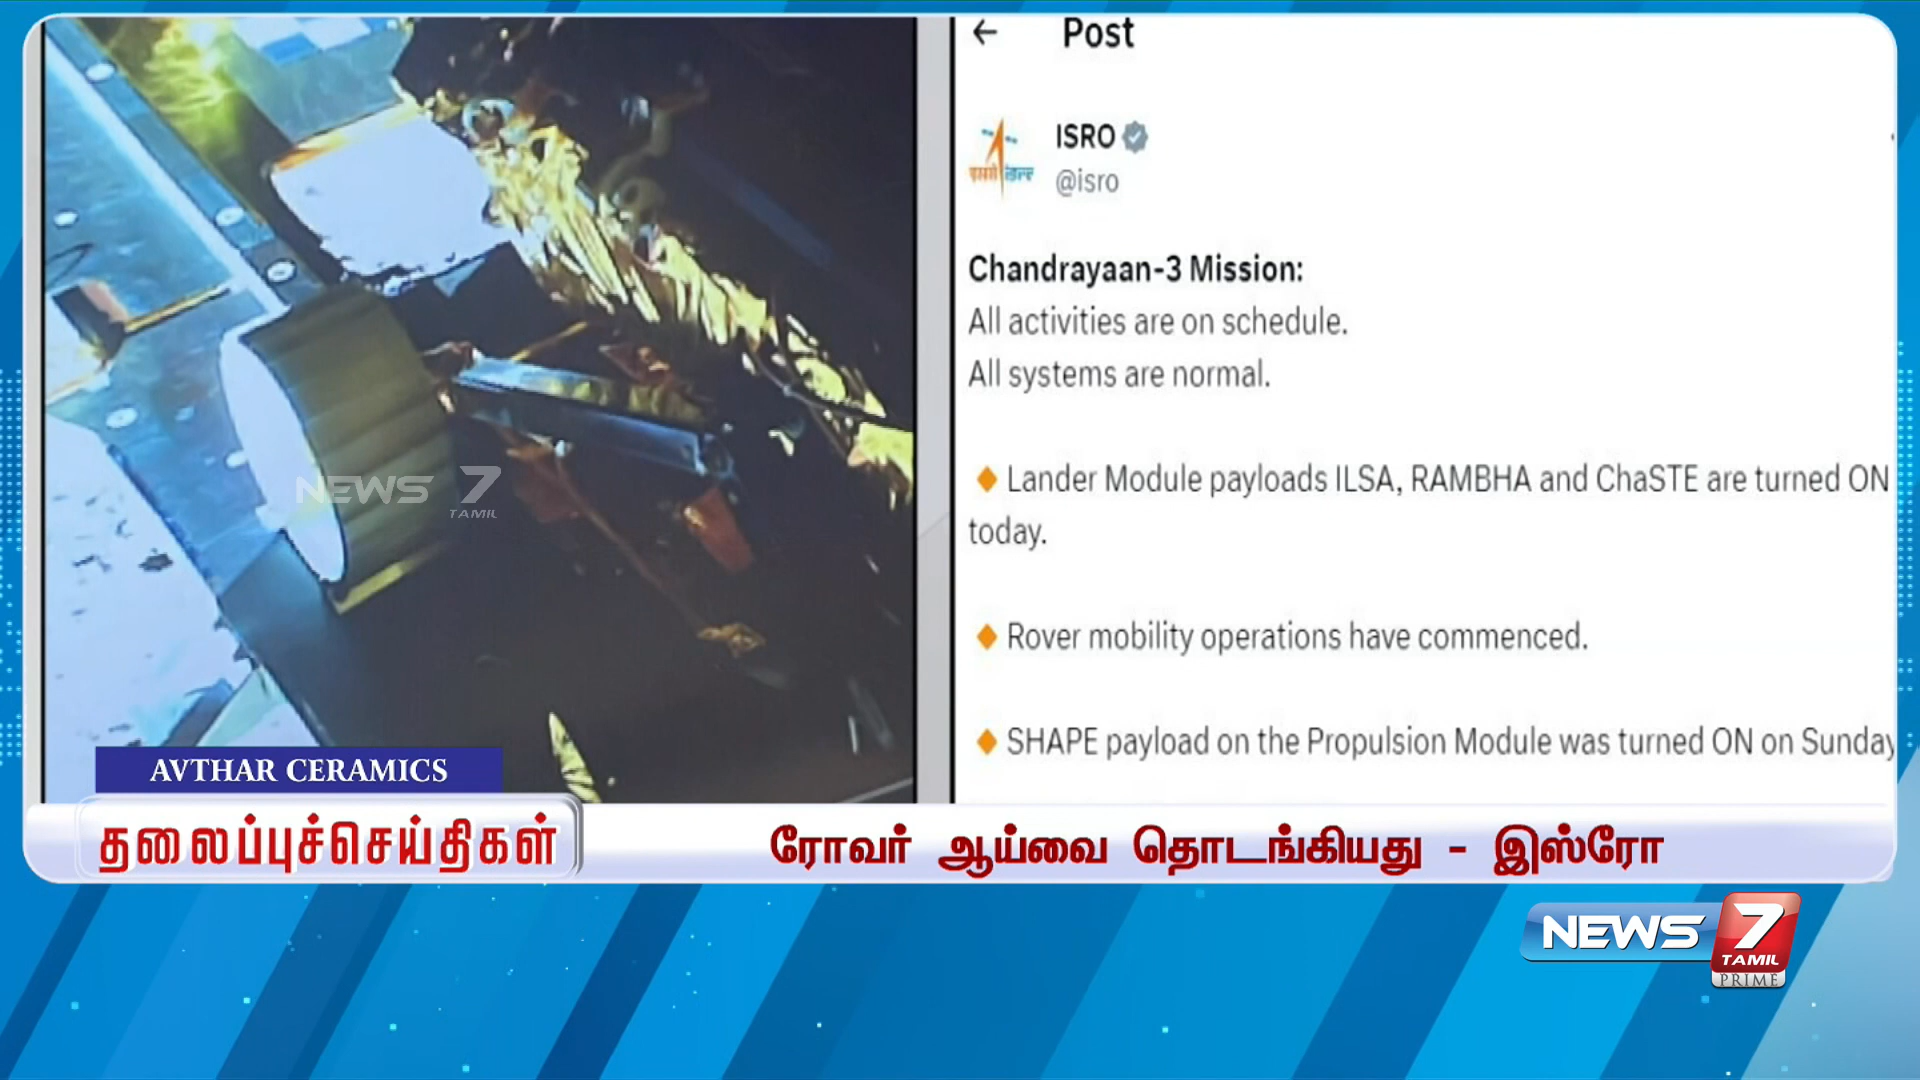 Post
ISRO
@isro
Chandrayaan-3 Mission:
All activities are on schedule.
All systems are normal.
🔸Lander Module payloads ILSA, RAMBHA and ChaSTE are turned ON
today.
🔸Rover mobility operations have commenced.
🔸SHAPE payload on the Propulsion Module was turned ON on Sunday
NEWS 7
TAMIL
AVTHAR CERAMICS
தலைப்புச்செய்திகள்
ரோவர் ஆய்வை தொடங்கியது - இஸ்ரோ
NEWS 7
TAMIL
PRIME